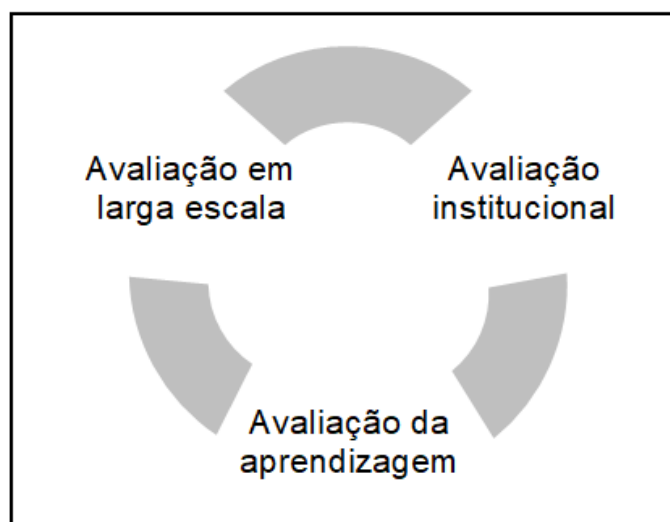 Avaliação em
larga escala
Avaliação
institucional
Avaliação da
aprendizagem